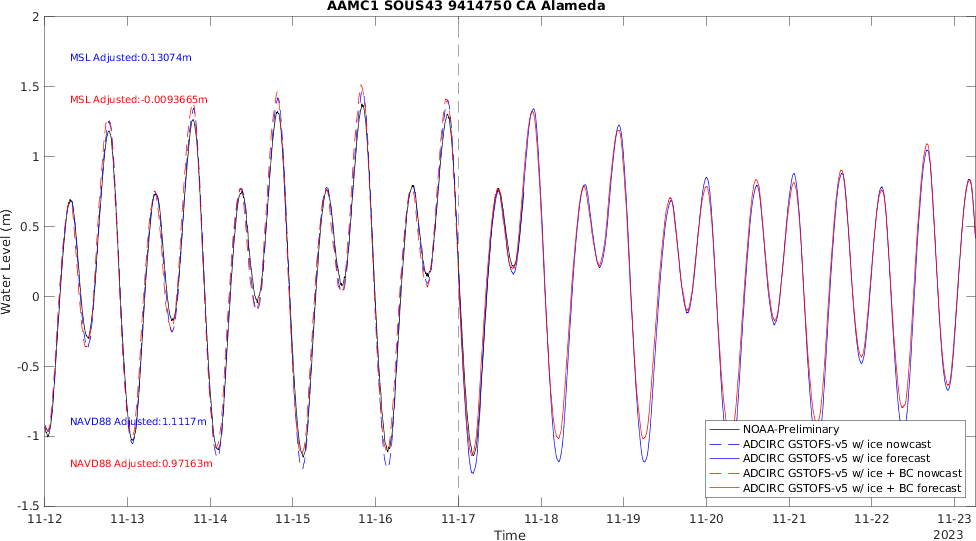 AAMC1 SOUS43 9414750 CA Alameda
2
1.5
1
0.5
0
-0.5
-1
-1.5
Water Level (m)
MSL Adjusted:0.13074m
MSL Adjusted:-0.0093665m
NAVD88 Adjusted:1.1117m
NAVD88 Adjusted:0.97163m
NOAA-Preliminary
ADCIRC GSTOFS-v5 w/ ice nowcast
ADCIRC GSTOFS-v5 w/ ice forecast
ADCIRC GSTOFS-v5 w/ ice + BC nowcast
ADCIRC GSTOFS-v5 w/ ice + BC forecast
11-12 11-13 11-14 11-15 11-16 11-17 11-18 11-19 11-20 11-21 11-22 11-23
Time
2023